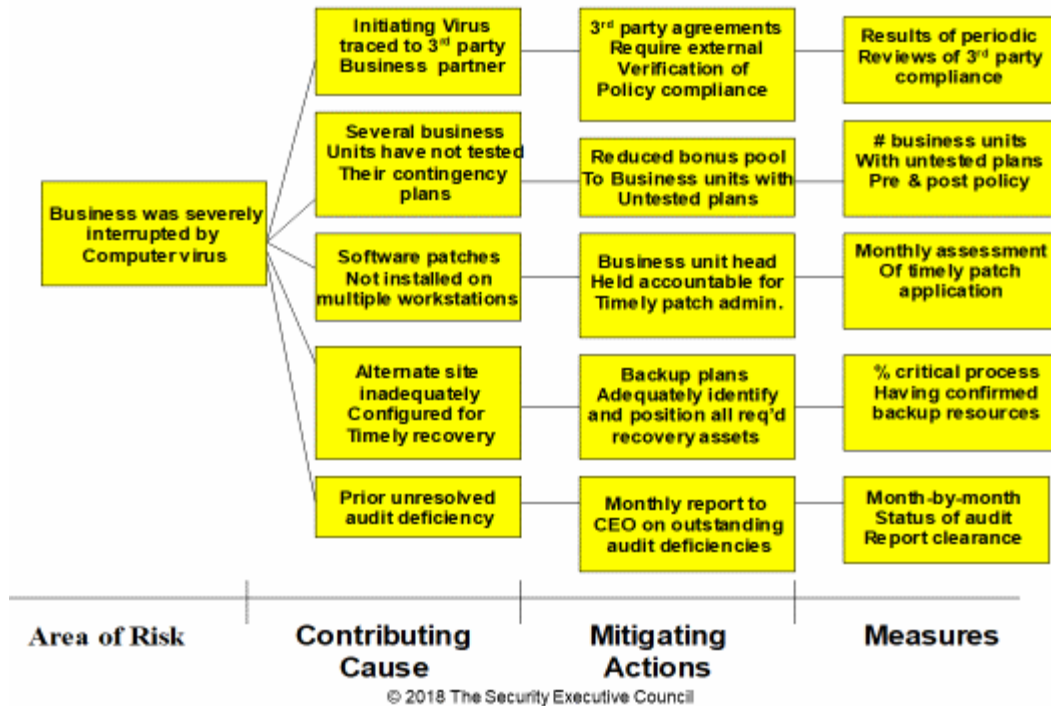 Initiating Virus
traced to 3rd party
Business partner
3rd party agreements
Require external
Verification of
Policy compliance
Results of periodic
Reviews of 3rd party
compliance
Several business
Units have not tested
Their contingency
plans
Reduced bonus pool
To Business units with
Untested plans
# business units
With untested plans
Pre & post policy
Business was severely
interrupted by
Computer virus
Software patches
Not installed on
multiple workstations
Business unit head
Held accountable for
Timely patch admin.
Monthly assessment
Of timely patch
application
Alternate site
inadequately
Configured for
Timely recovery
Backup plans
Adequately identify
and position all req'd
recovery assets
% critical process
Having confirmed
backup resources
Prior unresolved
audit deficiency
Monthly report to
CEO on outstanding
audit deficiencies
Month-by-month
Status of audit
Report clearance
Area of Risk
Contributing
Cause
Mitigating
Actions
Measures
© 2018 The Security Executive Council